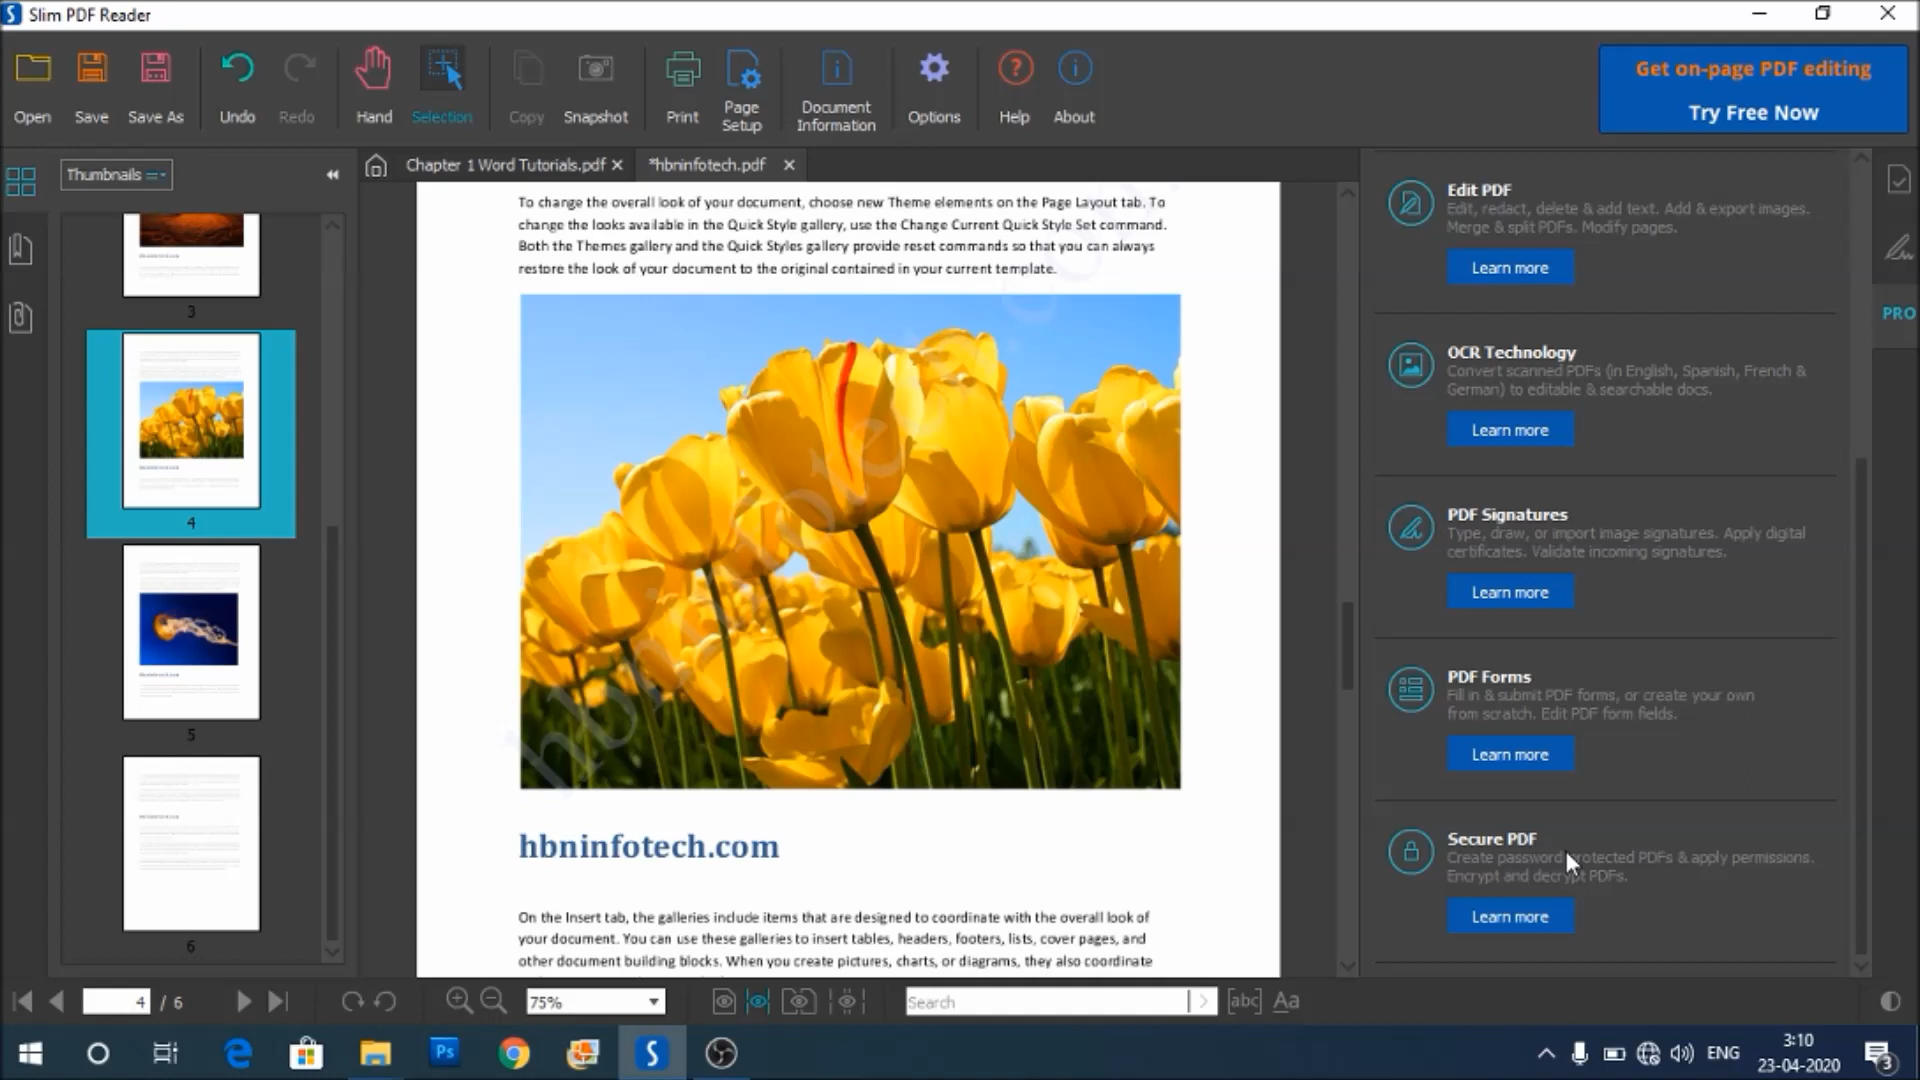 Slim PDF Reader
Open
Save
Save As
Undo
Redo
Hand
Selection
Copy
Snapshot
Print
Page
Setup
Document
Information
Options
Help
About
Get on-page PDF editing
Try Free Now
Thumbnails
Chapter 1 Word Tutorials.pdf
*hbninfotech.pdf
3
4
5
6
To change the overall look of your document, choose new Theme elements on the Page Layout tab. To
change the looks available in the Quick Style gallery, use the Change Current Quick Style Set command.
Both the Themes gallery and the Quick Styles gallery provide reset commands so that you can always
restore the look of your document to the original contained in your current template.
hbninfotech.com
On the Insert tab, the galleries include items that are designed to coordinate with the overall look of
your document. You can use these galleries to insert tables, headers, footers, lists, cover pages, and
other document building blocks. When you create pictures, charts, or diagrams, they also coordinate
Edit PDF
Edit, redact, delete & add text. Add & export images.
Merge & split PDFs. Modify pages.
Learn more
OCR Technology
Convert scanned PDFs (in English, Spanish, French &
German) to editable & searchable docs.
Learn more
PDF Signatures
Type, draw, or import image signatures. Apply digital
certificates. Validate incoming signatures.
Learn more
PDF Forms
Fill in & submit PDF forms, or create your own
from scratch. Edit PDF form fields.
Learn more
Secure PDF
Create password protected PDFs & apply permissions.
Encrypt and decrypt PDFs.
Learn more
PRO
4 / 6
75%
Search
[abc]
Aa
Ps
ENG
3:10
23-04-2020
3